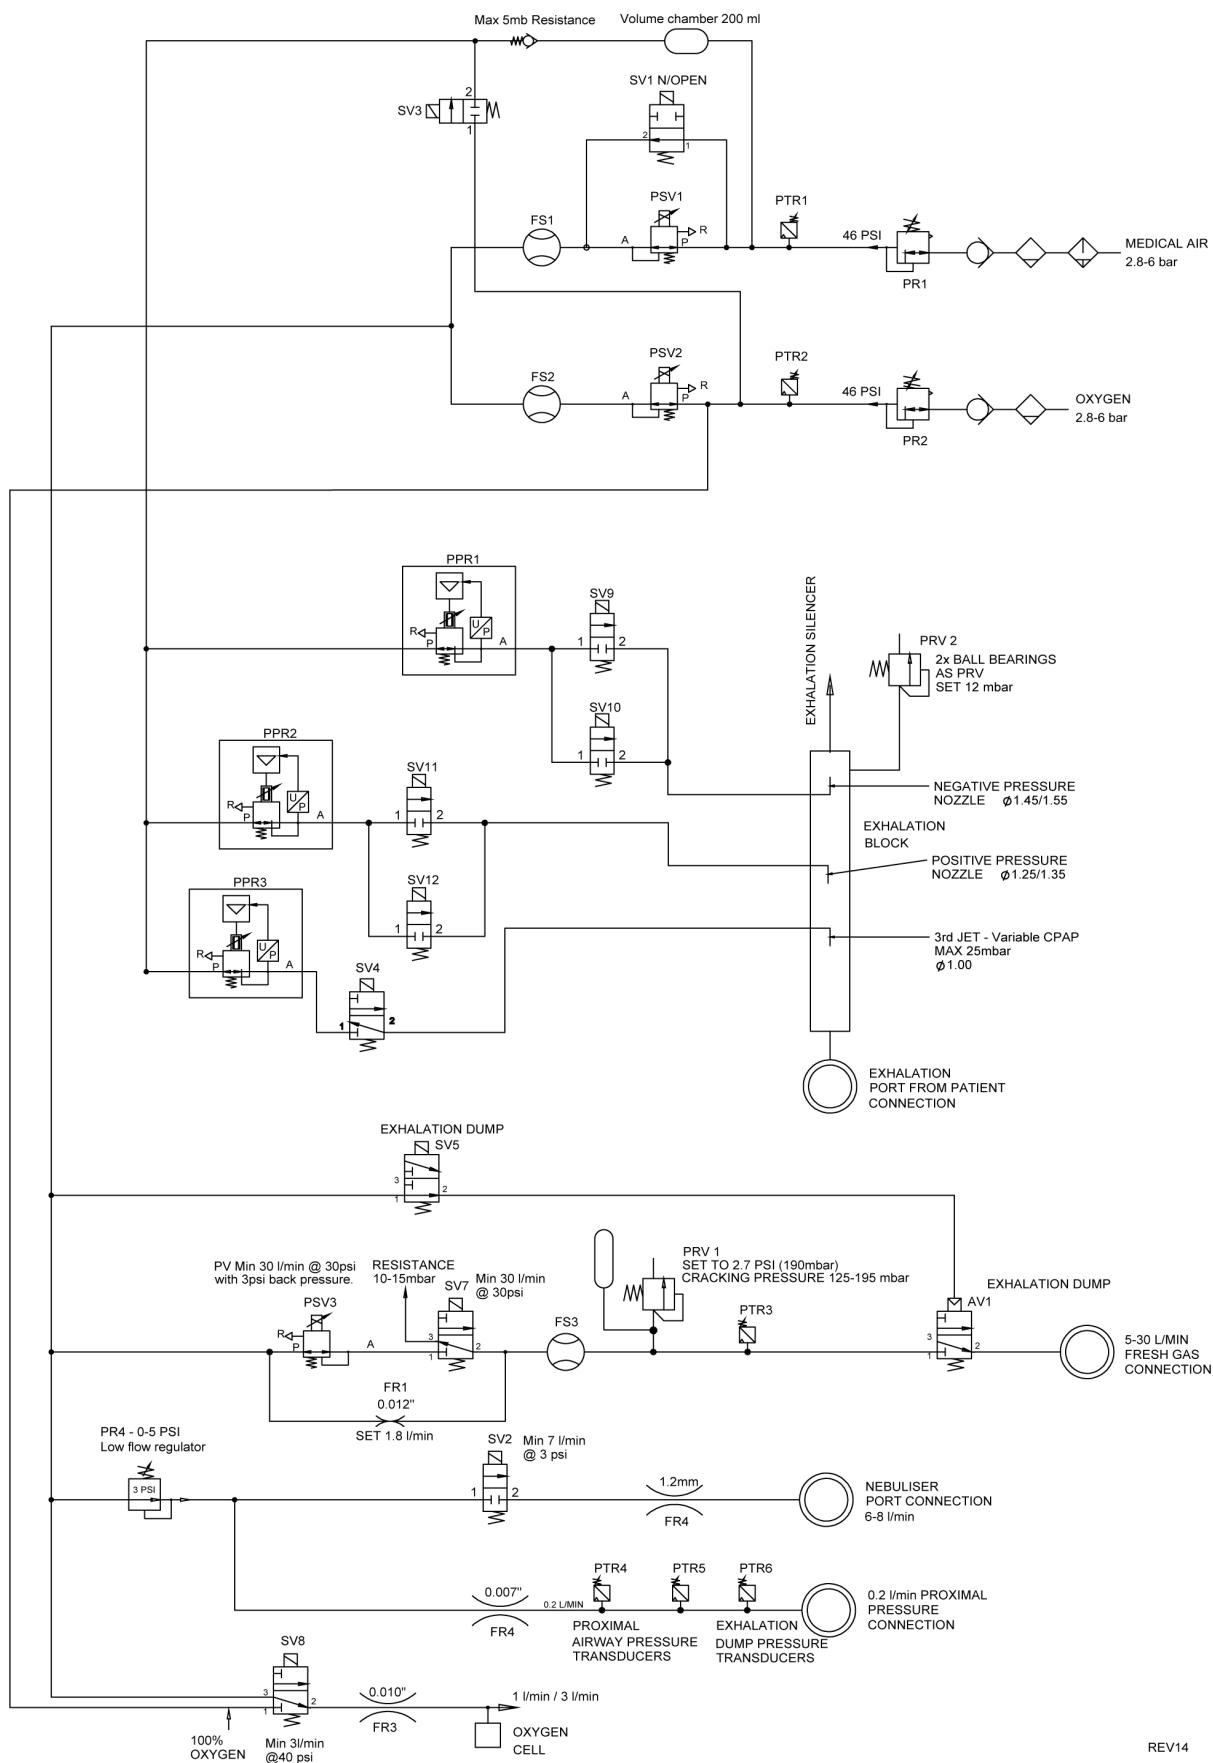 Max 5mb Resistance
Volume chamber 200 ml
SV1 N/OPEN
2
SV3
1
2
1
PSV1
PTR1
FS1
R
46 PSI
MEDICAL AIR
A
P
2.8-6 bar
PR1
PSV2
PTR2
FS2
R
46 PSI
OXYGEN
A
P
2.8-6 bar
PR2
PPR1
SV9
U
P
R
P
A
1
2
EXHALATION SILENCER
PRV 2
2x BALL BEARINGS
AS PRV
SET 12 mbar
SV10
1
2
PPR2
SV11
U
P
R
P
A
1
2
NEGATIVE PRESSURE
NOZZLE ϕ1.45/1.55
EXHALATION
BLOCK
POSITIVE PRESSURE
NOZZLE ϕ1.25/1.35
SV12
1
2
PPR3
U
P
R
P
A
3rd JET - Variable CPAP
MAX 25mbar
ϕ1.00
SV4
1
2
EXHALATION
PORT FROM PATIENT
CONNECTION
EXHALATION DUMP
SV5
3
1
2
PV Min 30 l/min @ 30psi
with 3psi back pressure.
RESISTANCE
10-15mbar
SV7
Min 30 l/min
@ 30psi
PRV 1
SET TO 2.7 PSI (190mbar)
CRACKING PRESSURE 125-195 mbar
EXHALATION DUMP
AV1
PSV3
R
P
A
3
1
2
FS3
PTR3
3
1
2
5-30 L/MIN
FRESH GAS
CONNECTION
FR1
0.012"
SET 1.8 l/min
PR4 - 0-5 PSI
Low flow regulator
3 PSI
SV2
Min 7 l/min
@ 3 psi
1
2
1.2mm
FR4
NEBULISER
PORT CONNECTION
6-8 l/min
PTR4
PTR5
PTR6
0.007"
0.2 L/MIN
FR4
PROXIMAL
AIRWAY PRESSURE
TRANSDUCERS
EXHALATION
DUMP PRESSURE
TRANSDUCERS
0.2 l/min PROXIMAL
PRESSURE
CONNECTION
SV8
3
1
2
0.010"
FR3
1 l/min / 3 l/min
OXYGEN
CELL
100%
OXYGEN
Min 3l/min
@40 psi
REV14